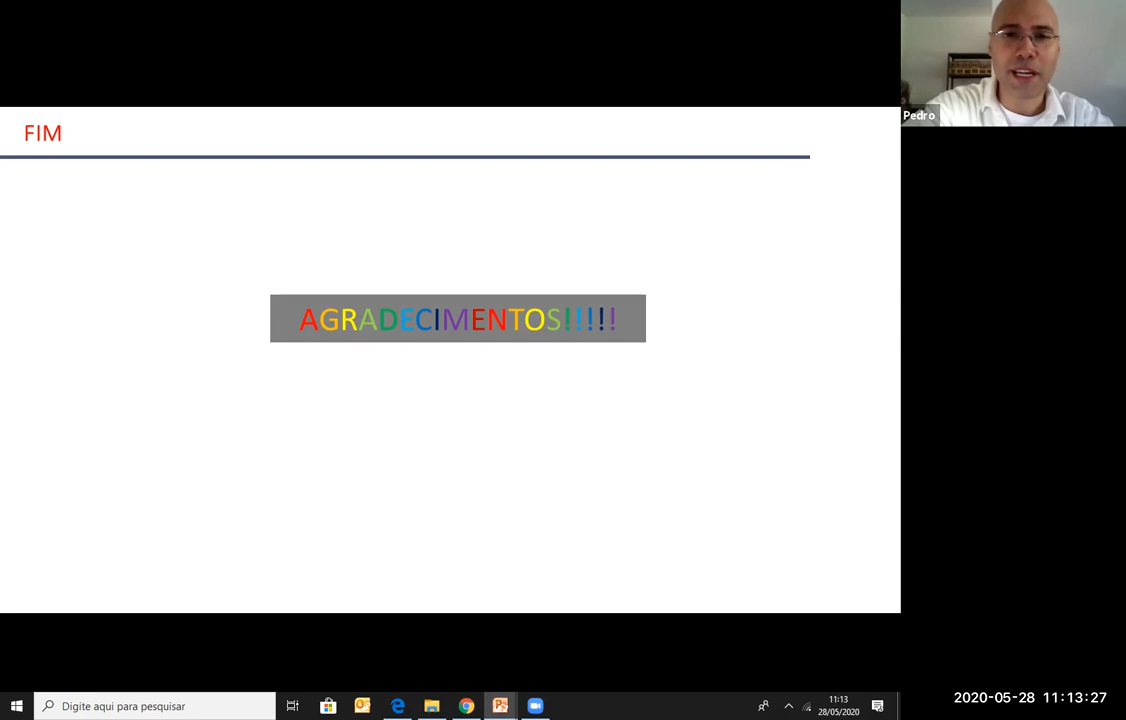 Pedro
FIM
AGRADECIMENTOS!!!!!
Digite aqui para pesquisar
11:13
28/05/2020
2020-05-28 11:13:27